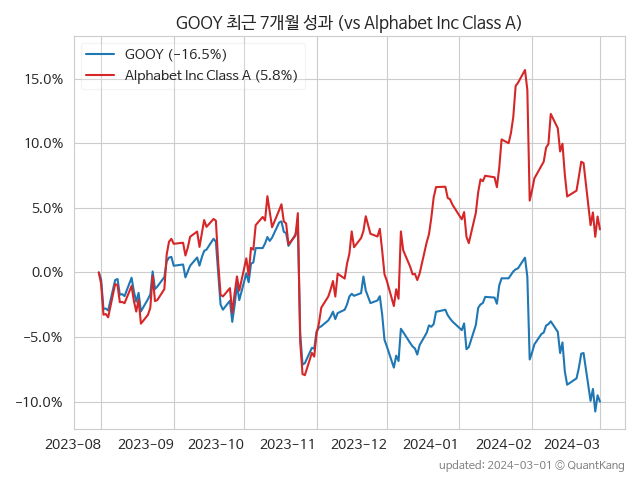 GOOY 최근 7개월 성과 (vs Alphabet Inc Class A)
GOOY (−16.5%)
Alphabet Inc Class A (5.8%)
15.0%
10.0%
5.0%
0.0%
−5.0%
−10.0%
2023-08 2023-09 2023-10 2023-11 2023-12 2024-01 2024-02 2024-03
updated: 2024-03-01 © QuantKang